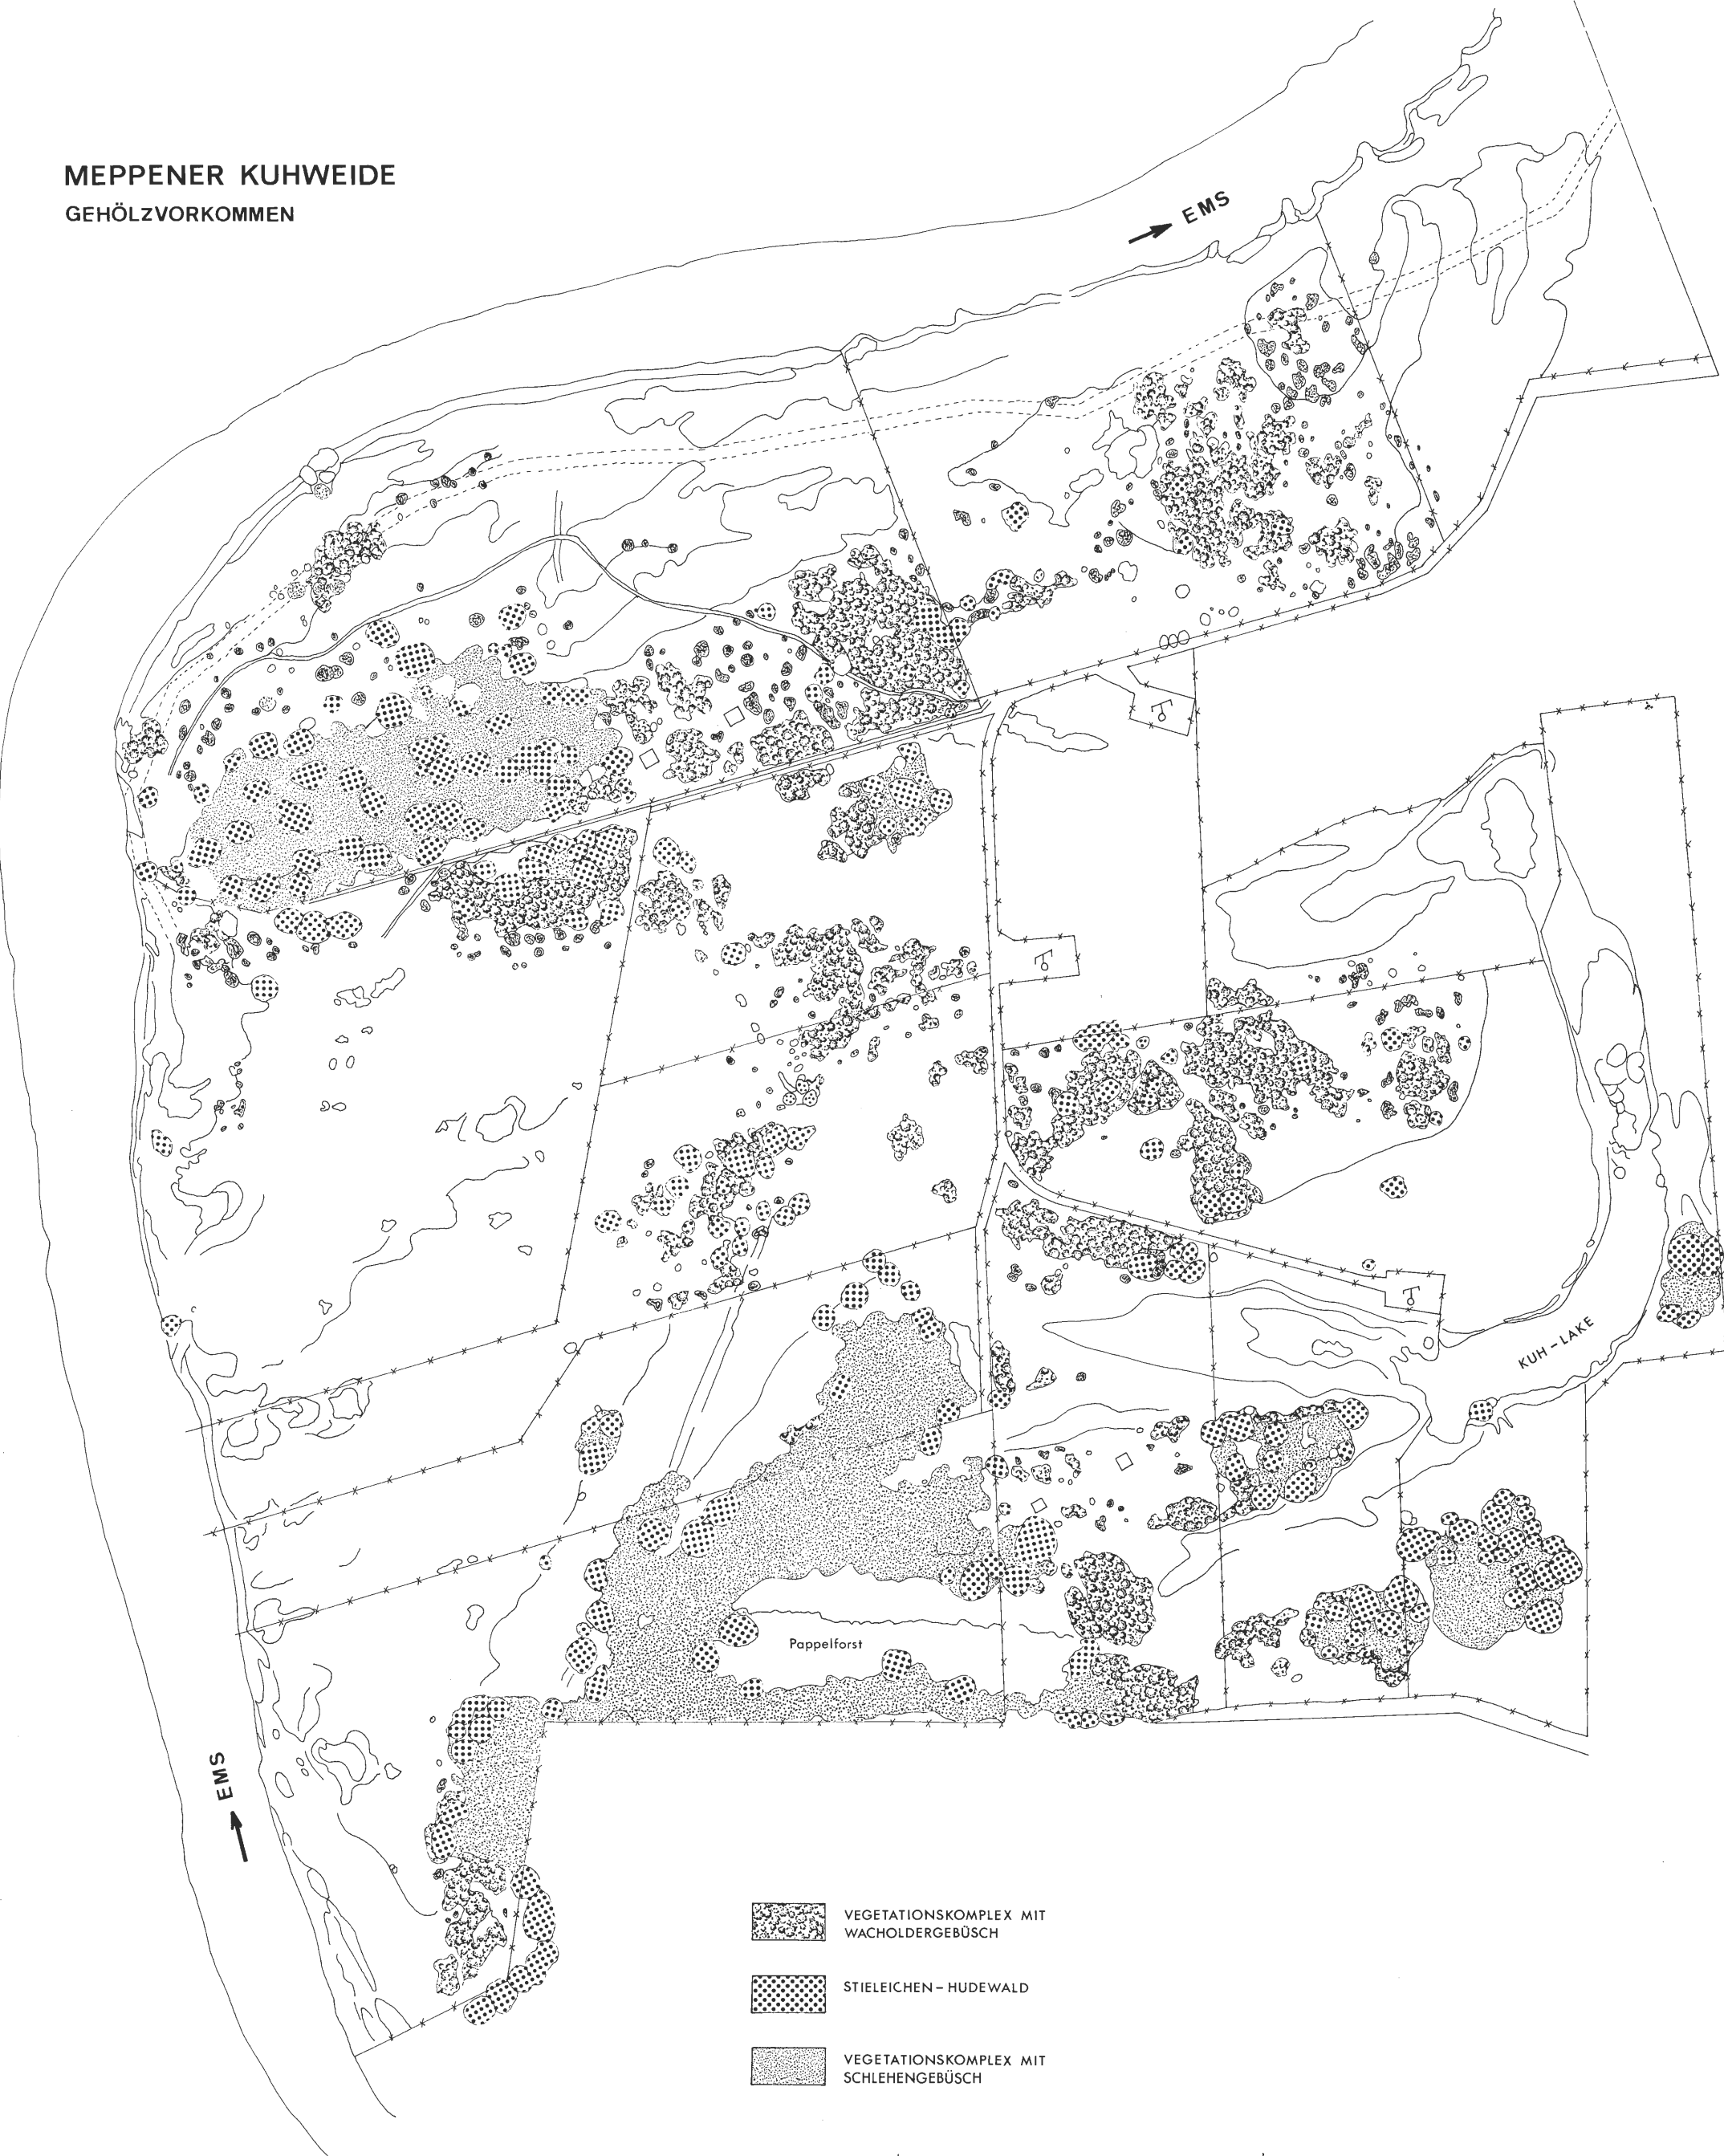 MEPPENER KUHWEIDE
GEHÖLZVORKOMMEN
EMS
KUH-LAKE
Pappelforst
EMS
VEGETATIONSKOMPLEX MIT
WACHOLDERGEBÜSCH
STIELEICHEN-HUDEWALD
VEGETATIONSKOMPLEX MIT
SCHLEHENGEBÜSCH